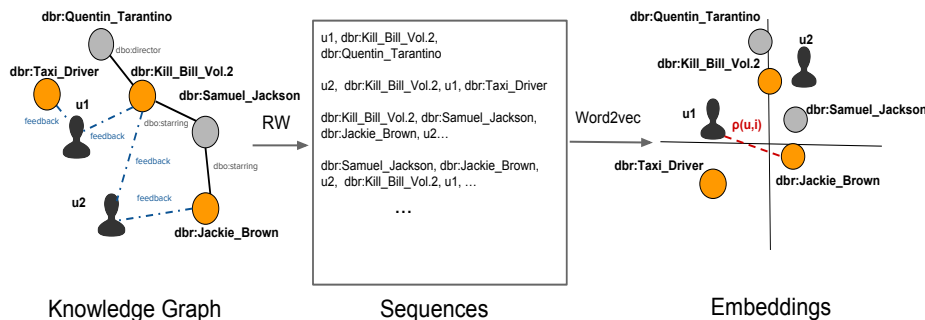 dbr:Quentin_Tarantino
dbo:director
dbr:Taxi_Driver
dbr:Kill_Bill_Vol.2
dbr:Samuel_Jackson
u1
feedback
feedback
dbo:starring
dbo:starring
u2
feedback
dbr:Jackie_Brown
Knowledge Graph
RW
u1, dbr:Kill_Bill_Vol.2,
dbr:Quentin_Tarantino
u2, dbr:Kill_Bill_Vol.2, u1, dbr:Taxi_Driver
dbr:Kill_Bill_Vol.2, dbr:Samuel_Jackson,
dbr:Jackie_Brown, u2...
dbr:Samuel_Jackson, dbr:Jackie_Brown,
u2, dbr:Kill_Bill_Vol.2, u1, ...
...
Sequences
Word2vec
dbr:Quentin_Tarantino
u2
dbr:Kill_Bill_Vol.2
u1
dbr:Samuel_Jackson
ρ(u,i)
dbr:Taxi_Driver
dbr:Jackie_Brown
Embeddings